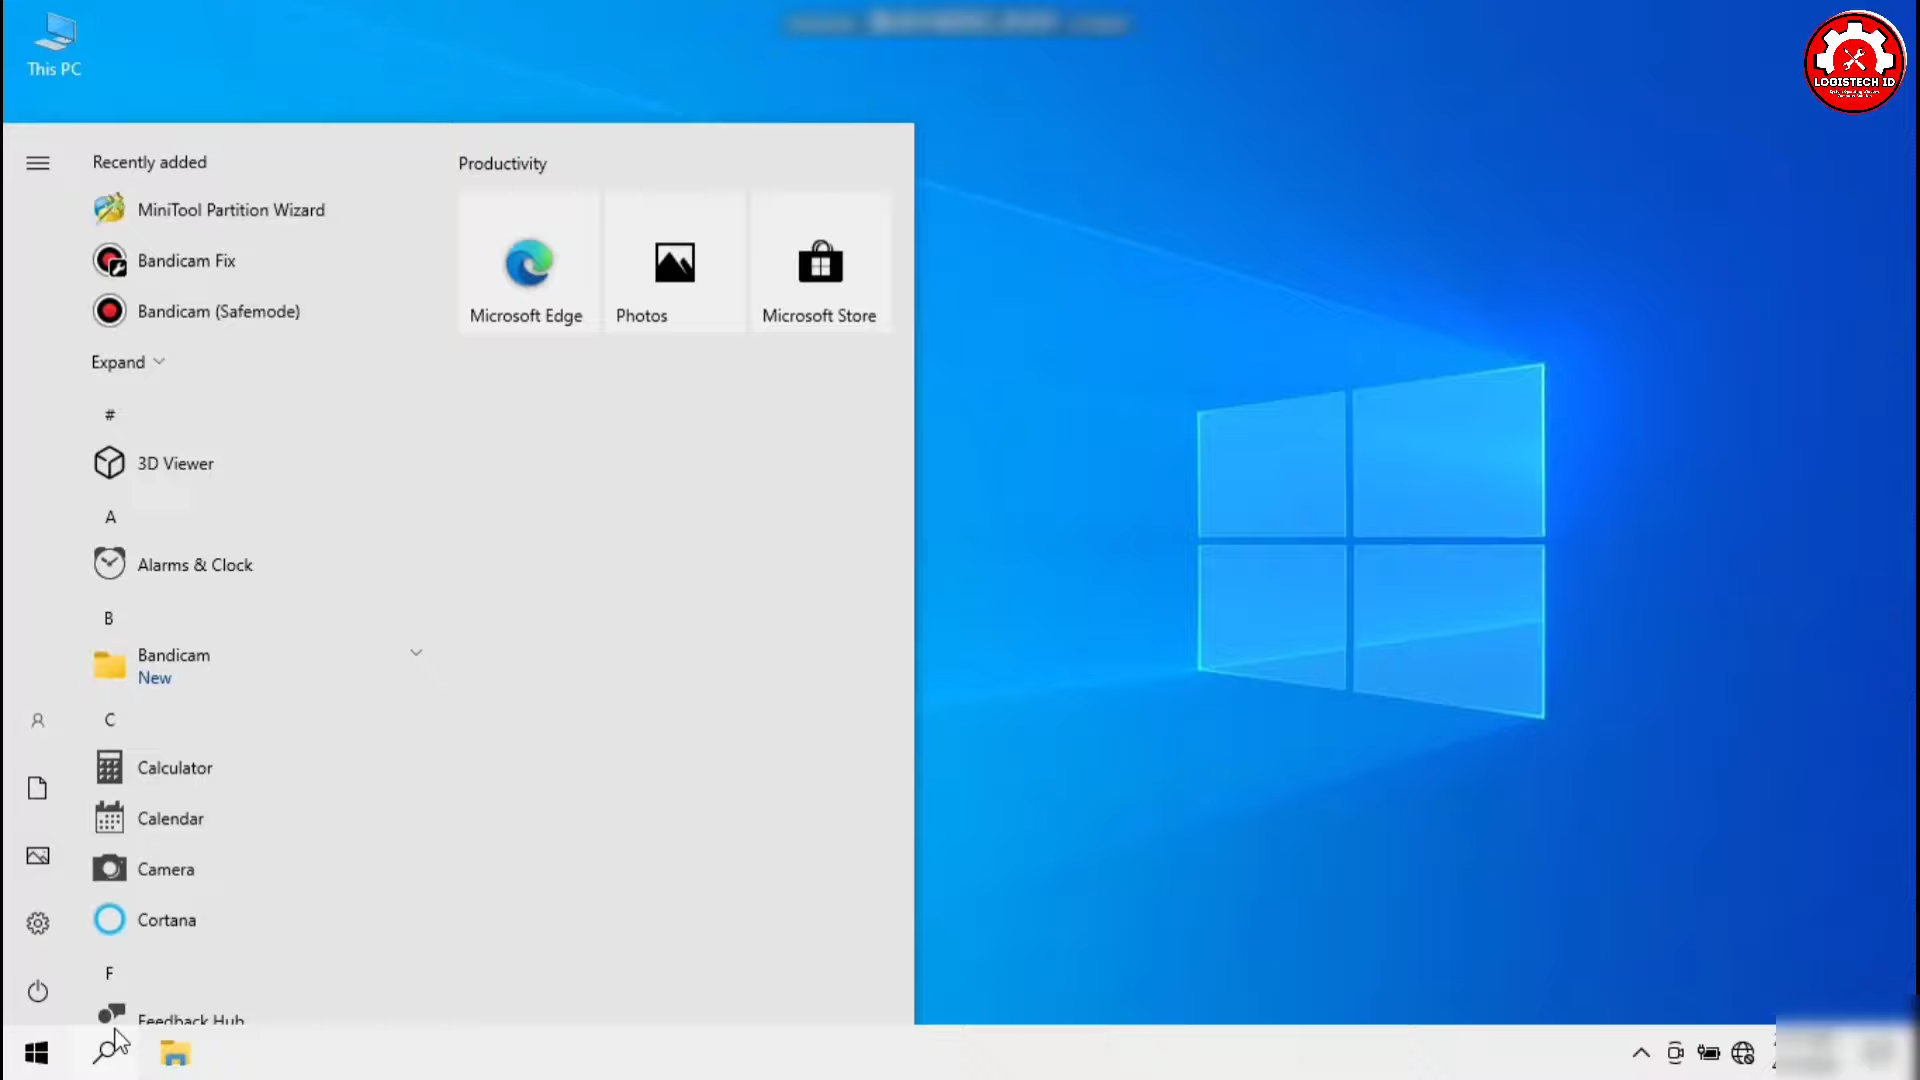 This PC
LOGISTECH ID
Recently added
MiniTool Partition Wizard
Bandicam Fix
Bandicam (Safemode)
Expand
#
3D Viewer
A
Alarms & Clock
B
Bandicam
New
C
Calculator
Calendar
Camera
Cortana
F
Feedback Hub
Productivity
Microsoft Edge
Photos
Microsoft Store